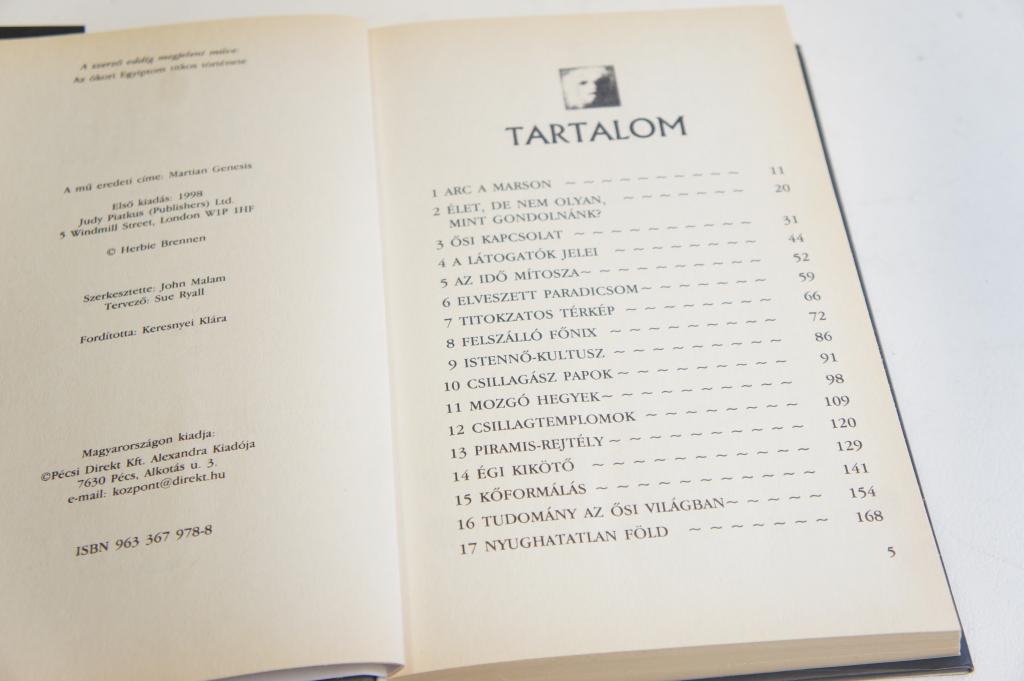 A szerző eddig megjelent műve:
Az ókori Egyiptom titkos története
A mű eredeti címe: Martian Genesis
Első kiadás: 1998
Judy Piatkus (Publishers) Ltd.
5 Windmill Street, London W1P 1HF
© Herbie Brennen
Szerkesztette: John Malam
Tervező: Sue Ryall
Fordította: Keresnyei Klára
Magyarországon kiadja:
©Pécsi Direkt Kft. Alexandra Kiadója
7630 Pécs, Alkotás u. 3.
e-mail: kozpont@direkt.hu
ISBN 963 367 978-8
TARTALOM
1 ARC A MARSON ~ ~ ~ ~ ~ ~ ~ ~ ~ ~ 11
2 ÉLET, DE NEM OLYAN, ~ ~ ~ ~ ~ ~ ~ 20
MINT GONDOLNÁNK?
3 ŐSI KAPCSOLAT ~ ~ ~ ~ ~ ~ ~ ~ ~ ~ 31
4 A LÁTOGATÓK JELEI ~ ~ ~ ~ ~ ~ ~ ~ 44
5 AZ IDŐ MÍTOSZA~ ~ ~ ~ ~ ~ ~ ~ ~ ~ 52
6 ELVESZETT PARADICSOM~ ~ ~ ~ ~ ~ ~ 59
7 TITOKZATOS TÉRKÉP ~ ~ ~ ~ ~ ~ ~ ~ 66
8 FELSZÁLLÓ FŐNIX ~ ~ ~ ~ ~ ~ ~ ~ ~ 72
9 ISTENNŐ-KULTUSZ ~ ~ ~ ~ ~ ~ ~ ~ ~ 86
10 CSILLAGÁSZ PAPOK~ ~ ~ ~ ~ ~ ~ ~ ~ 91
11 MOZGÓ HEGYEK~ ~ ~ ~ ~ ~ ~ ~ ~ ~ 98
12 CSILLAGTEMPLOMOK ~ ~ ~ ~ ~ ~ ~ ~ 109
13 PIRAMIS-REJTÉLY~ ~ ~ ~ ~ ~ ~ ~ ~ ~ 120
14 ÉGI KIKÖTŐ ~ ~ ~ ~ ~ ~ ~ ~ ~ ~ ~ 129
15 KŐFORMÁLÁS ~ ~ ~ ~ ~ ~ ~ ~ ~ ~ ~ 141
16 TUDOMÁNY AZ ŐSI VILÁGBAN~ ~ ~ ~ ~ 154
17 NYUGHATATLAN FÖLD ~ ~ ~ ~ ~ ~ ~ 168
5